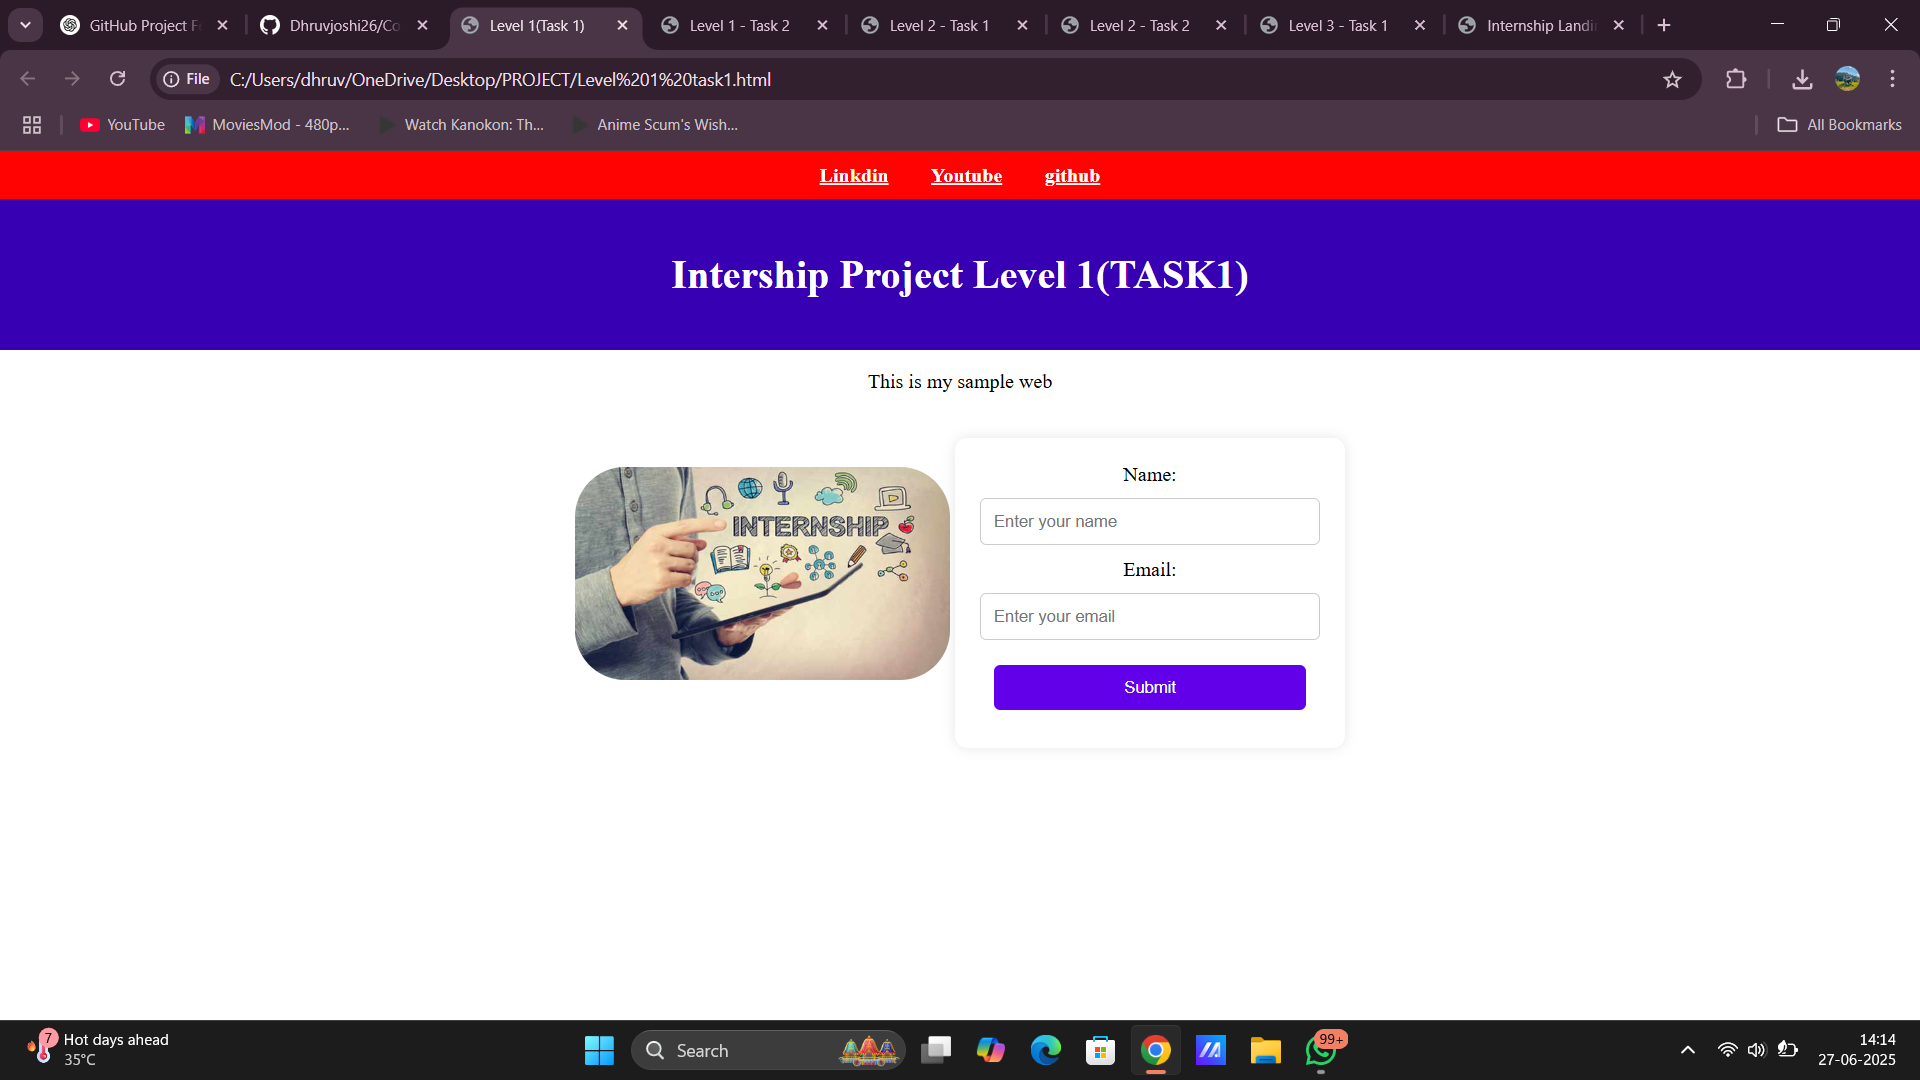 GitHub Project F
Dhruvjoshi26/Co
Level 1(Task 1)
Level 1 - Task 2
Level 2 - Task 1
Level 2 - Task 2
Level 3 - Task 1
Internship Landi
File
C:/Users/dhruv/OneDrive/Desktop/PROJECT/Level%201%20task1.html
YouTube
MoviesMod - 480p...
Watch Kanokon: Th...
Anime Scum's Wish...
All Bookmarks
Linkdin
Youtube
github
Intership Project Level 1(TASK1)
This is my sample web
INTERNSHIP
Name:
Enter your name
Email:
Enter your email
Submit
7
Hot days ahead
35°C
Search
99+
14:14
27-06-2025